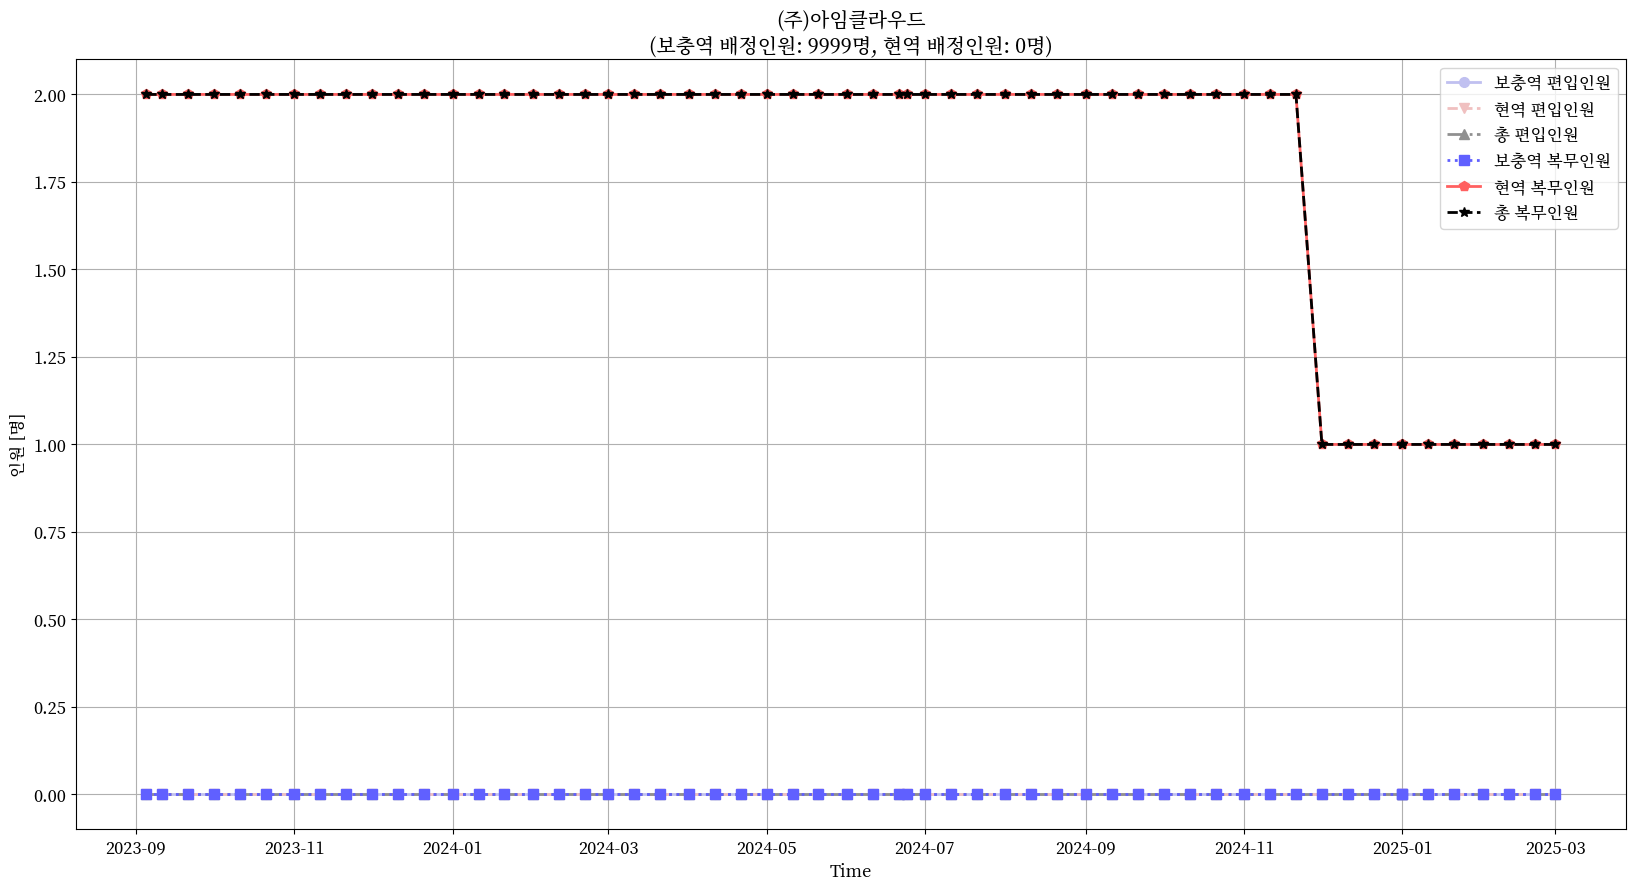 (주)아임클라우드
(보충역 배정인원: 9999명, 현역 배정인원: 0명)
보충역 편입인원
현역 편입인원
총 편입인원
보충역 복무인원
현역 복무인원
총 복무인원
2.00
1.75
1.50
1.25
1.00
0.75
0.50
0.25
0.00
인원 [명]
2023-09
2023-11
2024-01
2024-03
2024-05
2024-07
2024-09
2024-11
2025-01
2025-03
Time